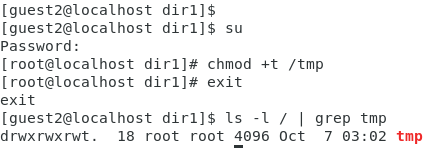 [guest2@localhost dir1]$
[guest2@localhost dir1]$ su
Password:
[root@localhost dir1]# chmod +t /tmp
[root@localhost dir1]# exit
exit
[guest2@localhost dir1]$ ls -l / | grep tmp
drwxrwxrwt.  18 root root 4096 Oct  7 03:02 tmp